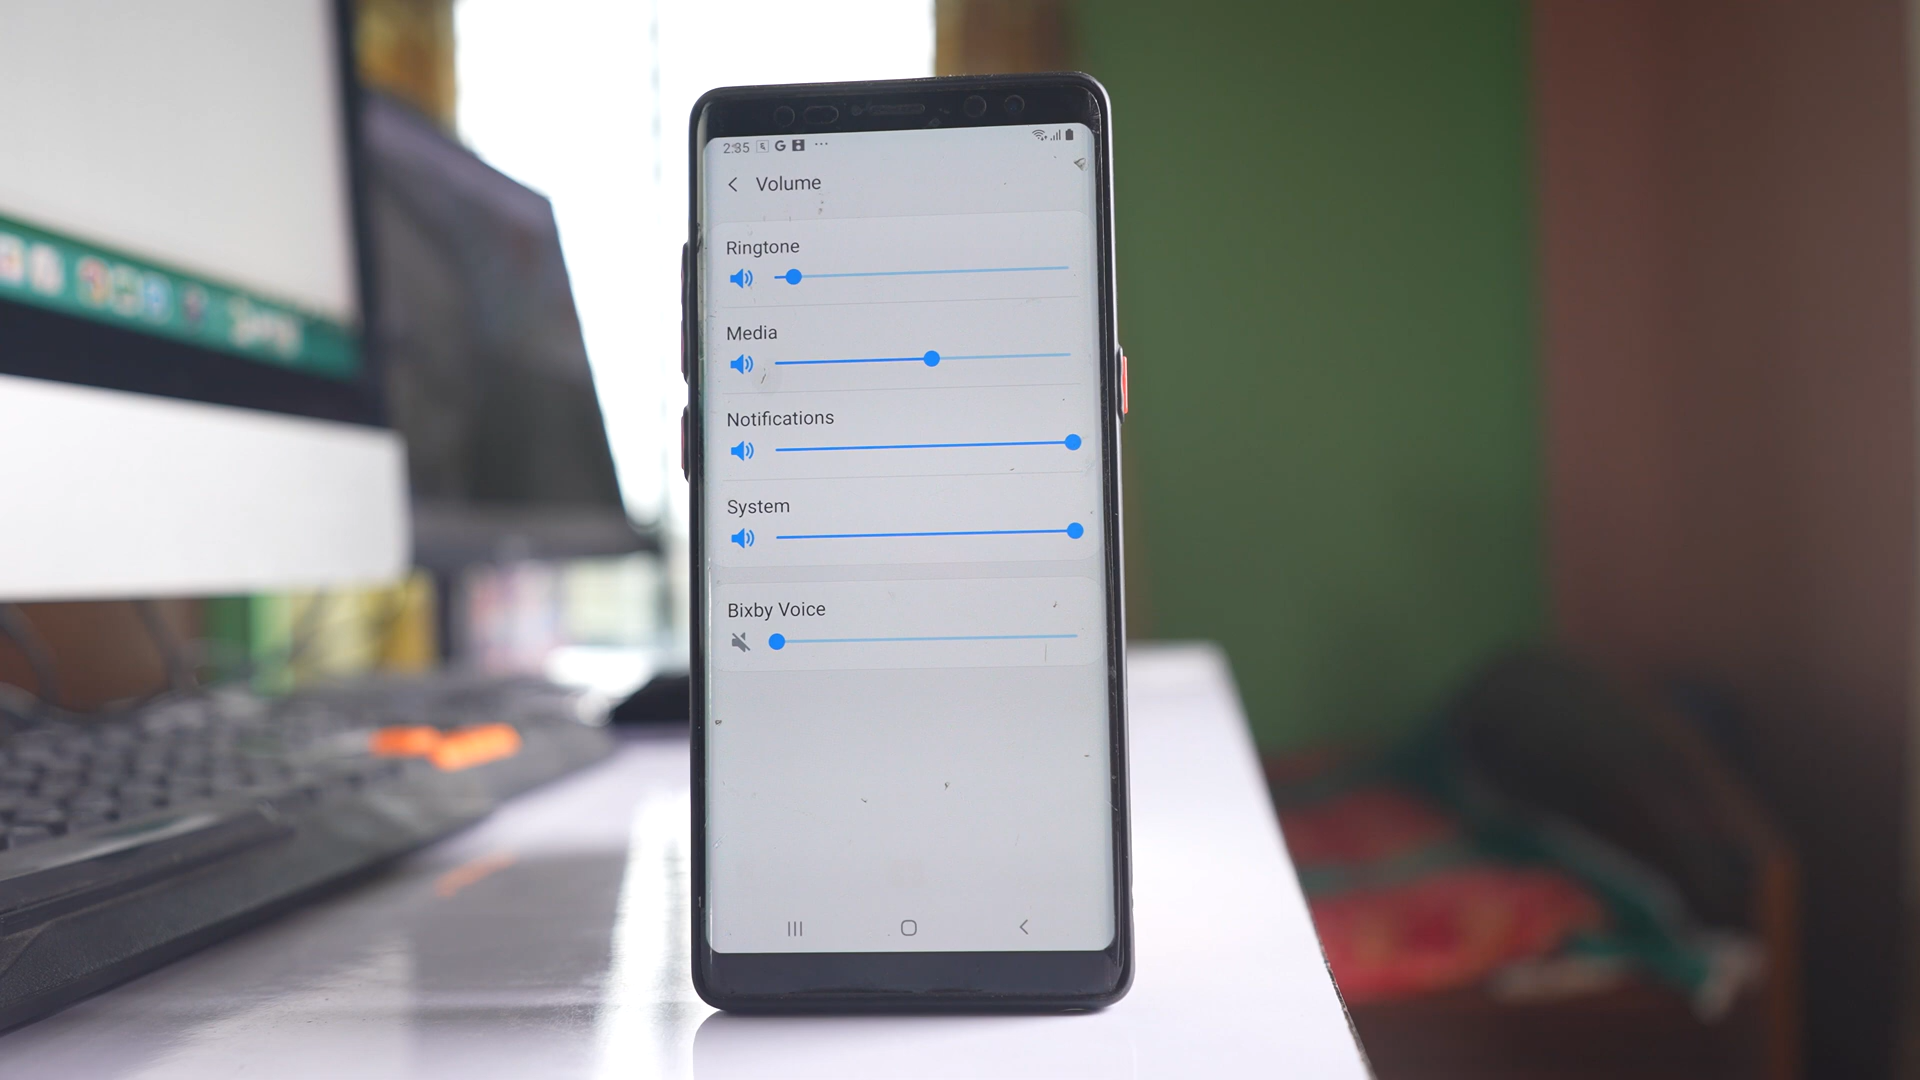 2:35 G ...
Volume
Ringtone
Media
Notifications
System
Bixby Voice